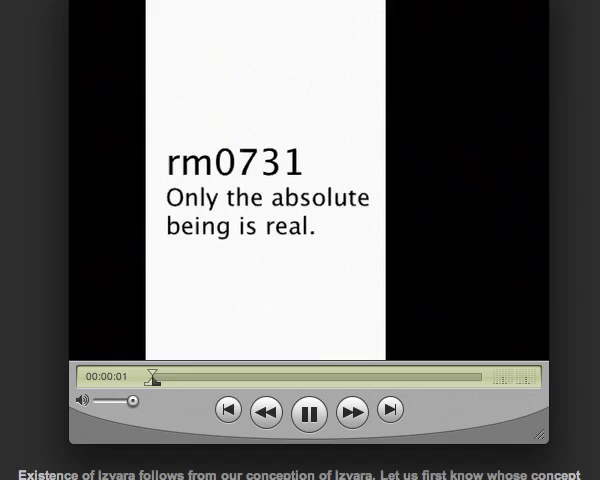 rm0731
Only the absolute
being is real.
00:00:01
Existence of Izvara follows from our conception of Izvara. Let us first know whose concept